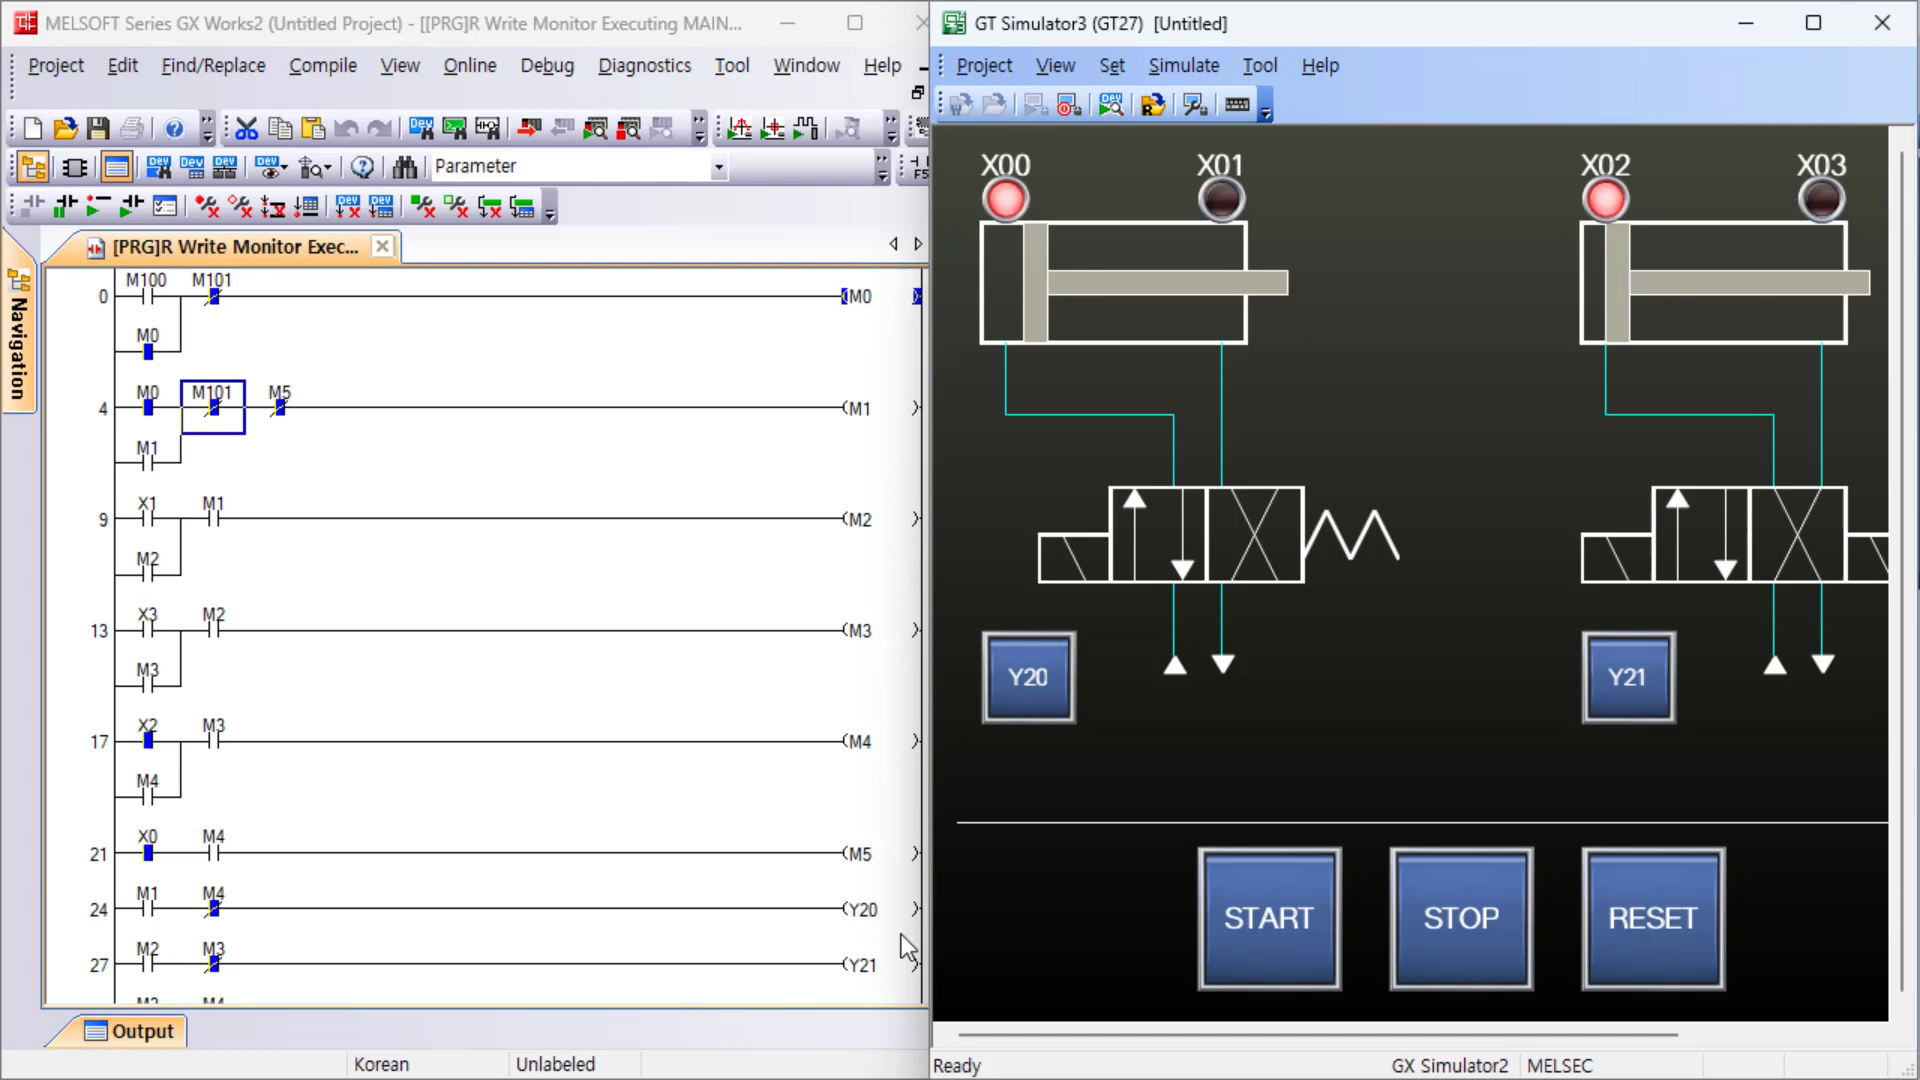 MELSOFT Series GX Works2 (Untitled Project) - [[PRG]R Write Monitor Executing MAIN...
Project Edit Find/Replace Compile View Online Debug Diagnostics Tool Window Help
Parameter
[PRG]R Write Monitor Exec...
Navigation
M100 M101
0 M0
M0
M0 M101 M5
4 M1
M1
X1 M1
9 M2
M2
X3 M2
13 M3
M3
X2 M3
17 M4
M4
X0 M4
21 M5
M1 M4
24 Y20
M2 M3
27 Y21
Output
Korean Unlabeled
GT Simulator3 (GT27) [Untitled]
Project View Set Simulate Tool Help
X00 X01 X02 X03
Y20 Y21
START STOP RESET
Ready GX Simulator2 MELSEC